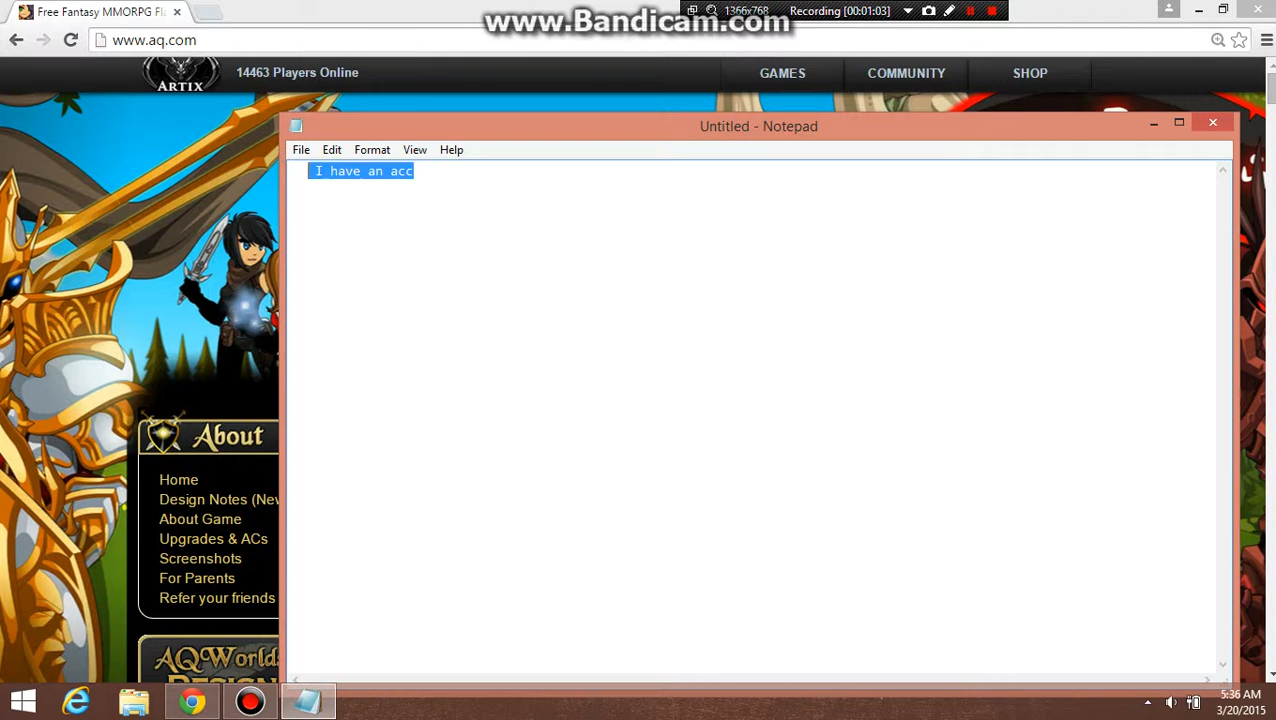 Free Fantasy MMORPG Fl
www.Bandicam.com
1366x768
Recording [00:01:03]
www.aq.com
ARTIX
14463 Players Online
GAMES
COMMUNITY
SHOP
Untitled - Notepad
File Edit Format View Help
I have an acc
About
Home
Design Notes (New
About Game
Upgrades & ACs
Screenshots
For Parents
Refer your friends
AQWorlds
5:36 AM
3/20/2015